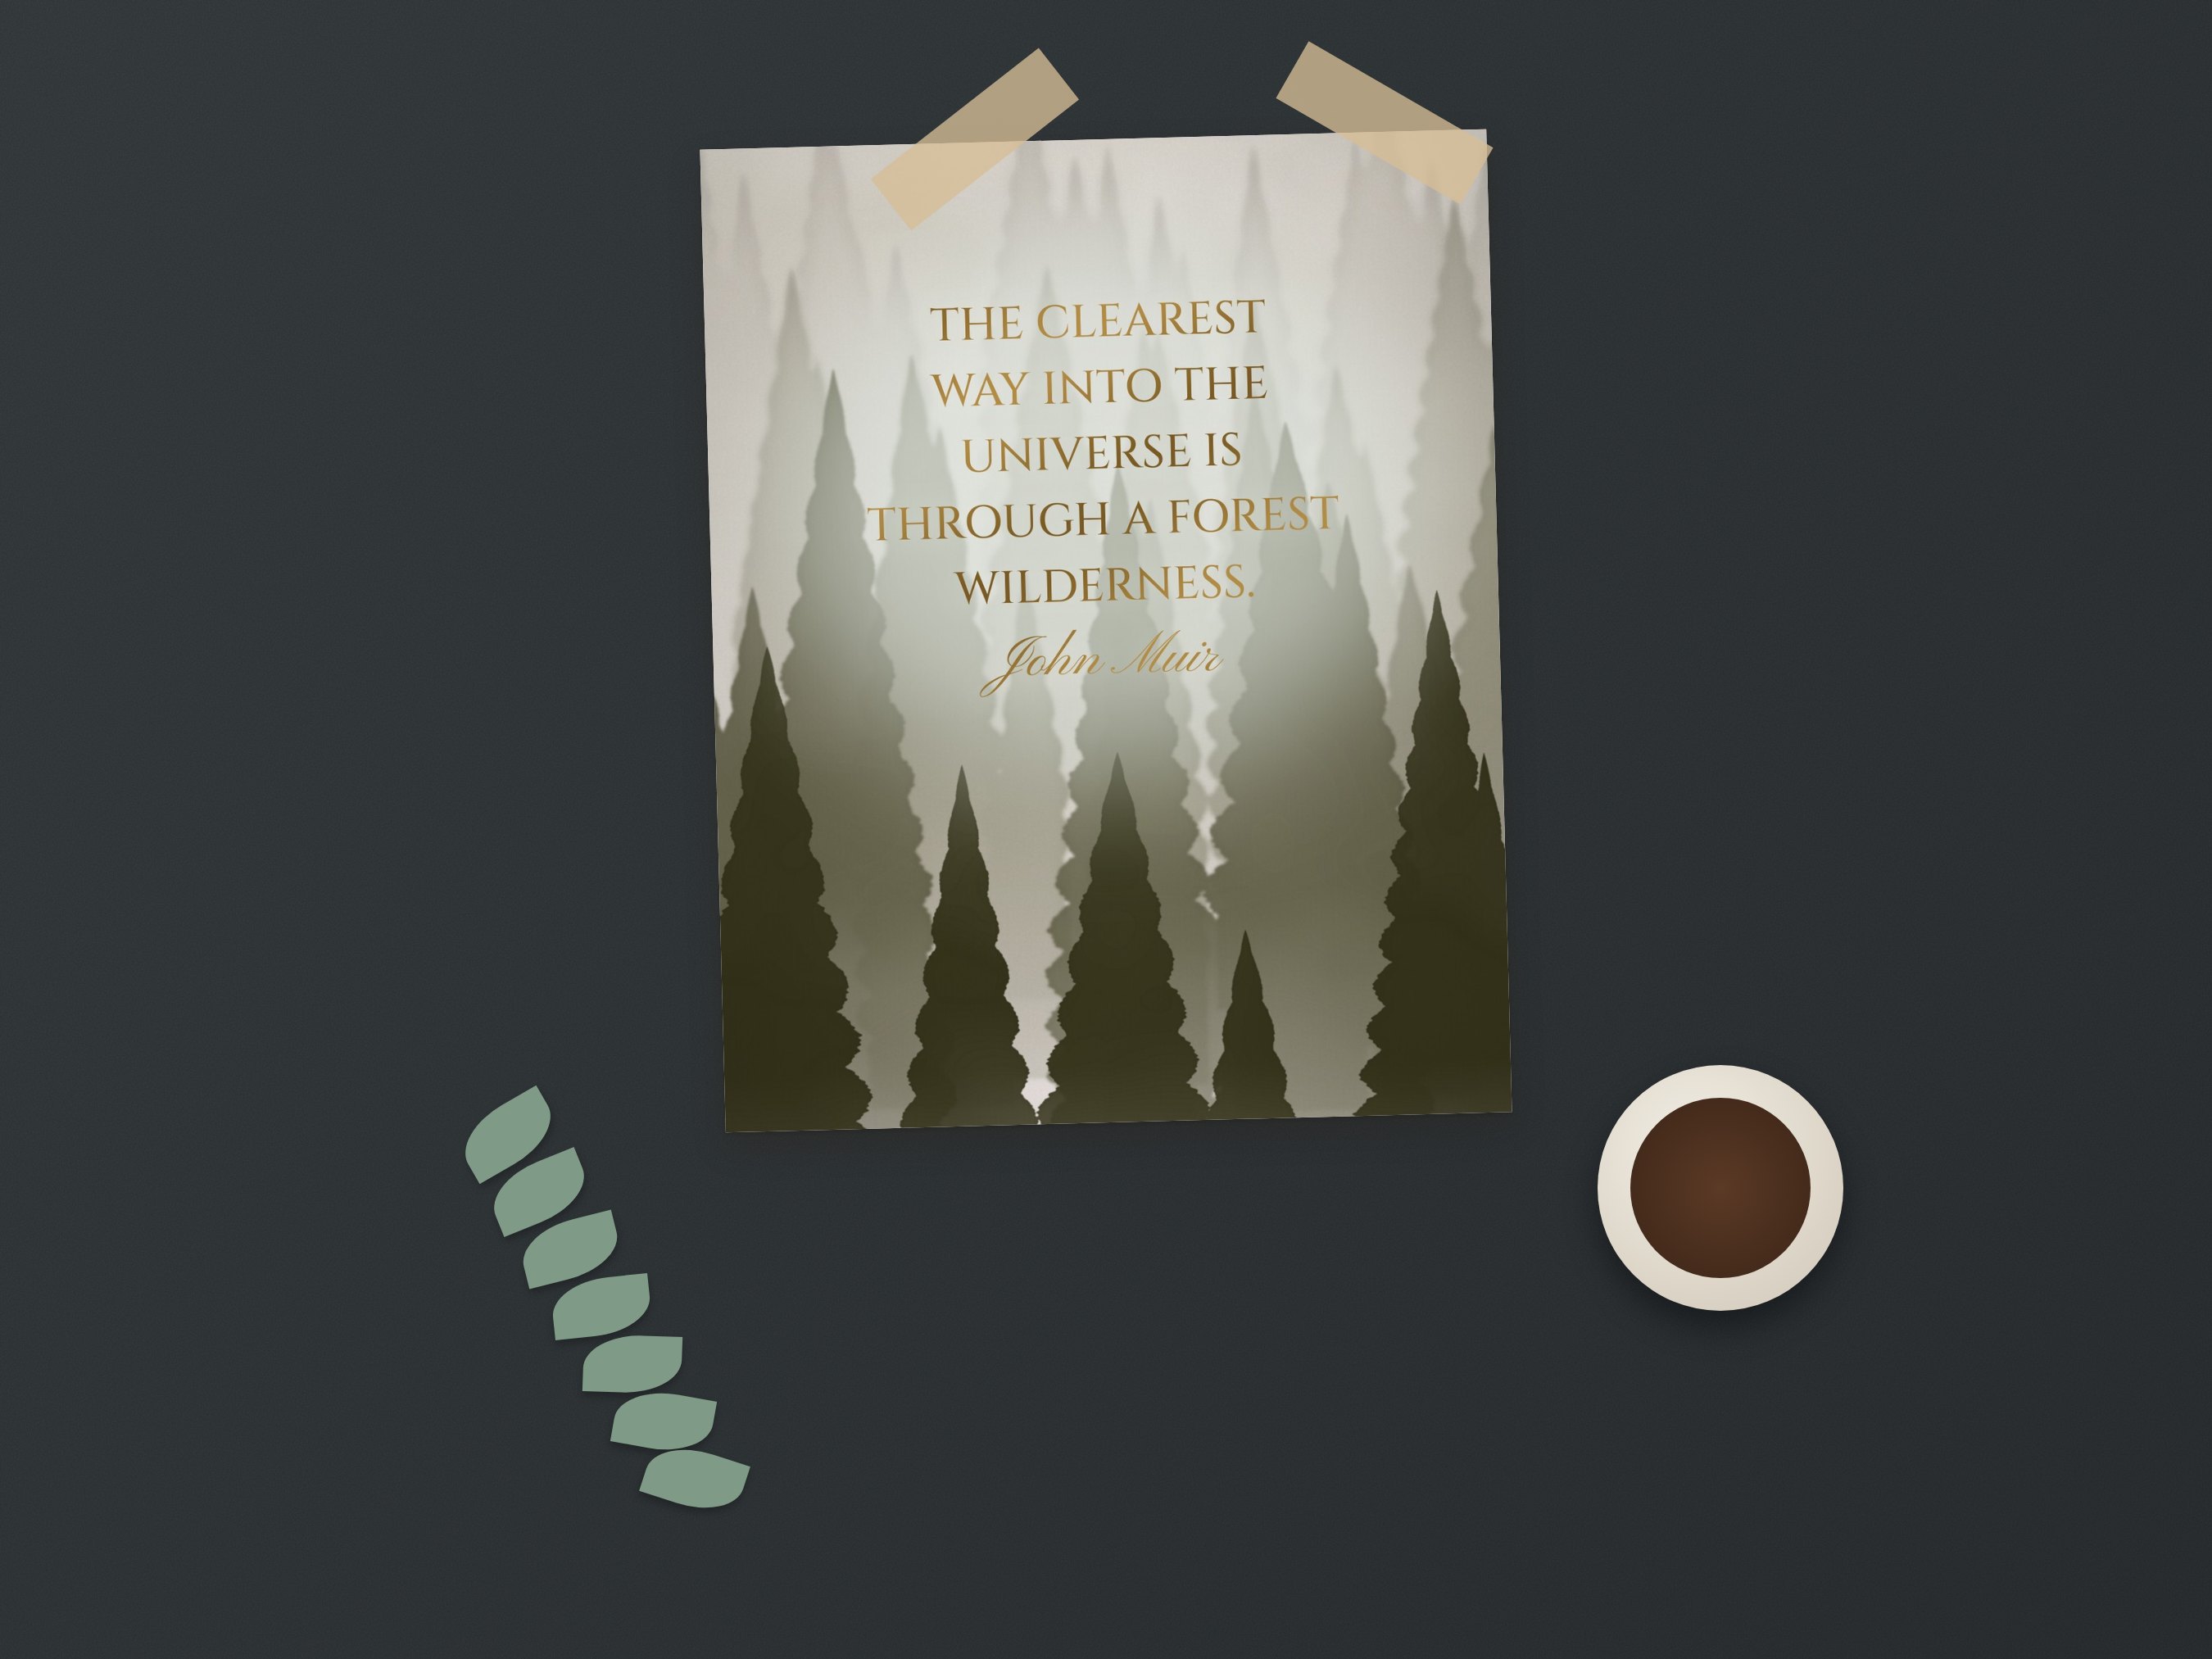 THE CLEAREST
WAY INTO THE
UNIVERSE IS
THROUGH A FOREST
WILDERNESS.
John Muir